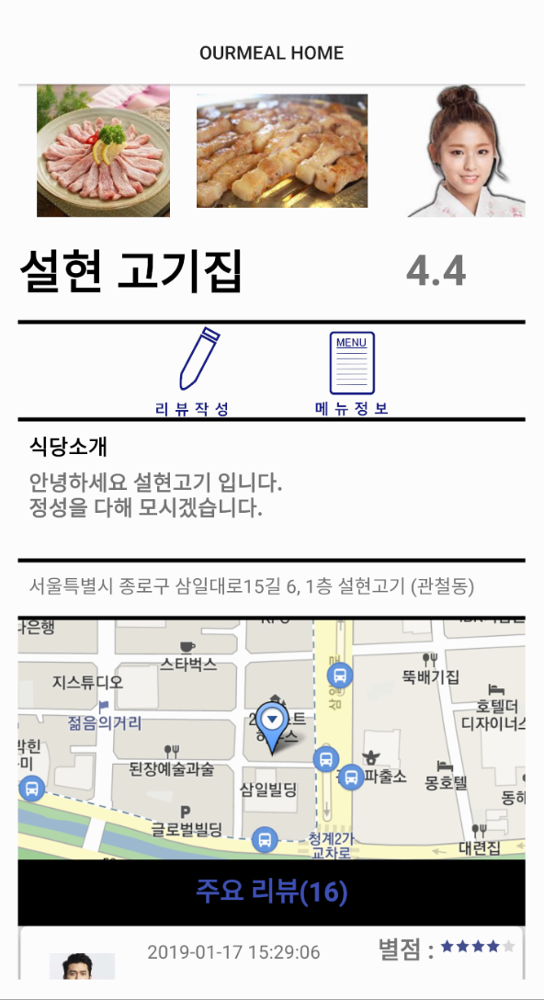 OURMEAL HOME
설현 고기집
4.4
MENU
리뷰작성
메뉴정보
식당소개
안녕하세요 설현고기 입니다.
정성을 다해 모시겠습니다.
서울특별시 종로구 삼일대로15길 6, 1층 설현고기 (관철동)
스타벅스
지스튜디오
뚝배기집
호텔더
디자이너스
젊음의거리
된장예술과술
파출소
몽호텔
삼일빌딩
글로벌빌딩
청계2가
교차로
대련집
주요 리뷰(16)
2019-01-17 15:29:06
별점 :